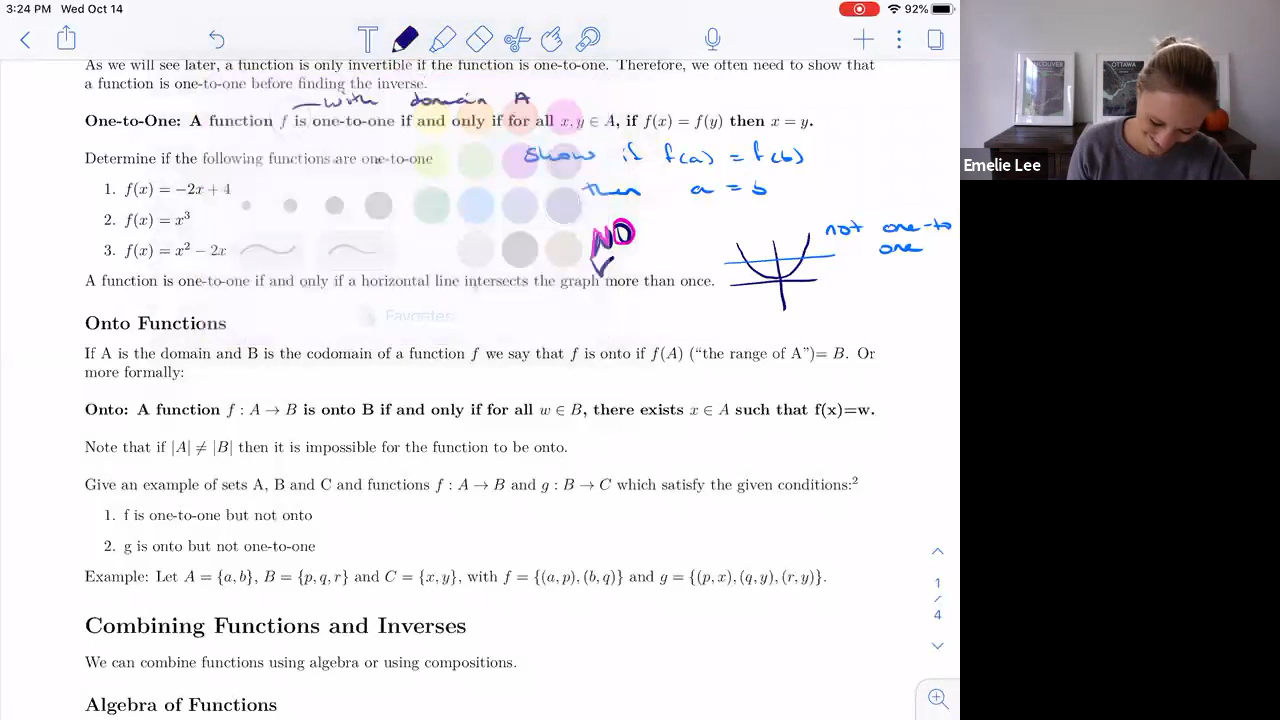 3:24 PM Wed Oct 14 92%
As we will see later, a function is only invertible if the function is one-to-one. Therefore, we often need to show that
a function is one-to-one before finding the inverse.
with domain A
One-to-One: A function f is one-to-one if and only if for all x, y ∈ A, if f(x) = f(y) then x = y.
Determine if the following functions are one-to-one
show if f(a) = f(b)
then a = b
1. f(x) = −2x + 4
2. f(x) = x³
3. f(x) = x² − 2x
NO
not one-to
one
A function is one-to-one if and only if a horizontal line intersects the graph more than once.
Favorites
Onto Functions
If A is the domain and B is the codomain of a function f we say that f is onto if f(A) (“the range of A”)= B. Or
more formally:
Onto: A function f : A → B is onto B if and only if for all w ∈ B, there exists x ∈ A such that f(x)=w.
Note that if |A| ≠ |B| then it is impossible for the function to be onto.
Give an example of sets A, B and C and functions f : A → B and g : B → C which satisfy the given conditions:²
1. f is one-to-one but not onto
2. g is onto but not one-to-one
Example: Let A = {a, b}, B = {p, q, r} and C = {x, y}, with f = {(a, p), (b, q)} and g = {(p, x), (q, y), (r, y)}.
Combining Functions and Inverses
We can combine functions using algebra or using compositions.
Algebra of Functions
1
/
4
VANCOUVER
OTTAWA
Emelie Lee